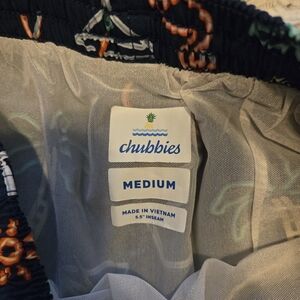 chubbies
MEDIUM
MADE IN VIETNAM
5.5" INSEAM